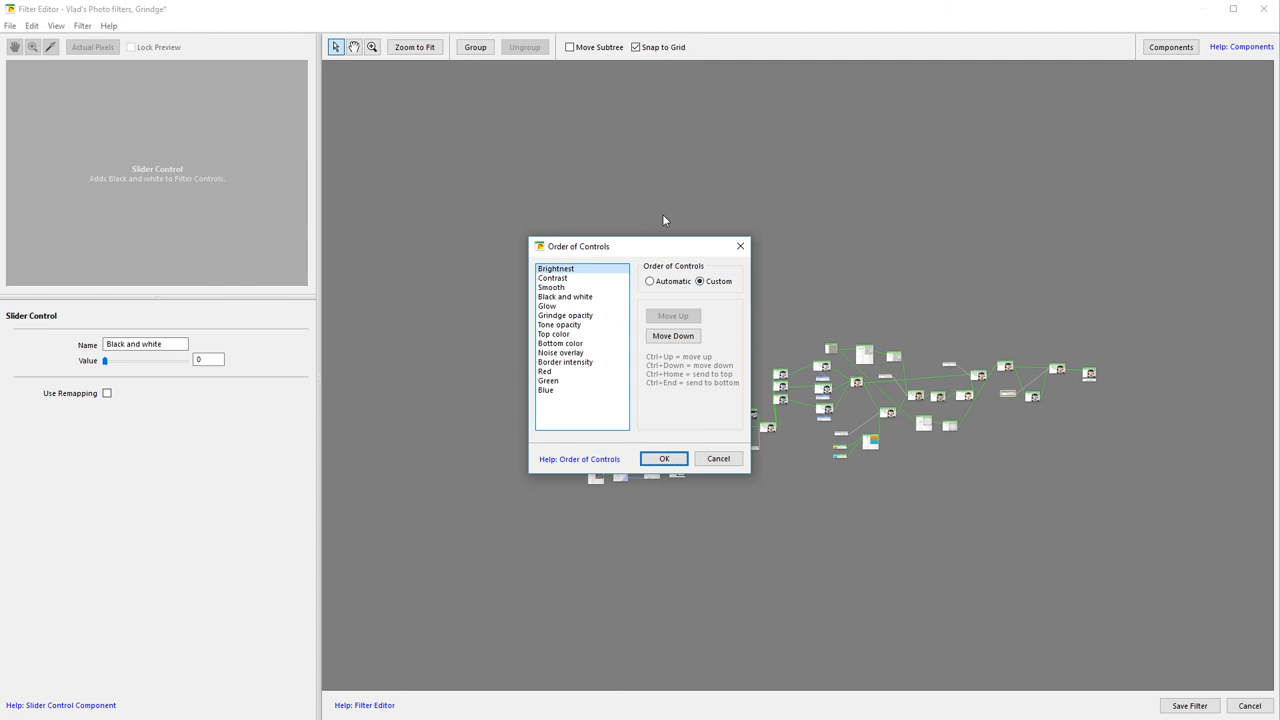 Filter Editor - Vlad's Photo filters, Grindge*
File Edit View Filter Help
Actual Pixels Lock Preview Zoom to Fit Group Ungroup Move Subtree Snap to Grid Components Help: Components
Slider Control
Adds Black and white to Filter Controls.
Slider Control
Name Black and white
Value 0
Use Remapping
Order of Controls
Brightnest
Contrast
Smooth
Black and white
Glow
Grindge opacity
Tone opacity
Top color
Bottom color
Noise overlay
Border intensity
Red
Green
Blue
Order of Controls
Automatic Custom
Move Up
Move Down
Ctrl+Up = move up
Ctrl+Down = move down
Ctrl+Home = send to top
Ctrl+End = send to bottom
Help: Order of Controls OK Cancel
Help: Slider Control Component Help: Filter Editor Save Filter Cancel